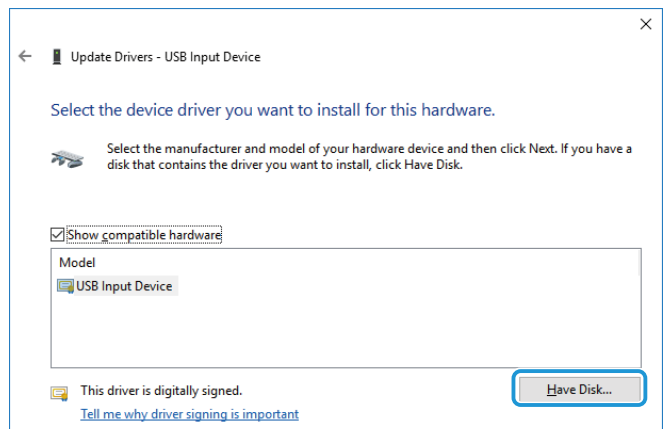 Update Drivers - USB Input Device
Select the device driver you want to install for this hardware.
Select the manufacturer and model of your hardware device and then click Next. If you have a
disk that contains the driver you want to install, click Have Disk.
Show compatible hardware
Model
USB Input Device
This driver is digitally signed.
Have Disk...
Tell me why driver signing is important